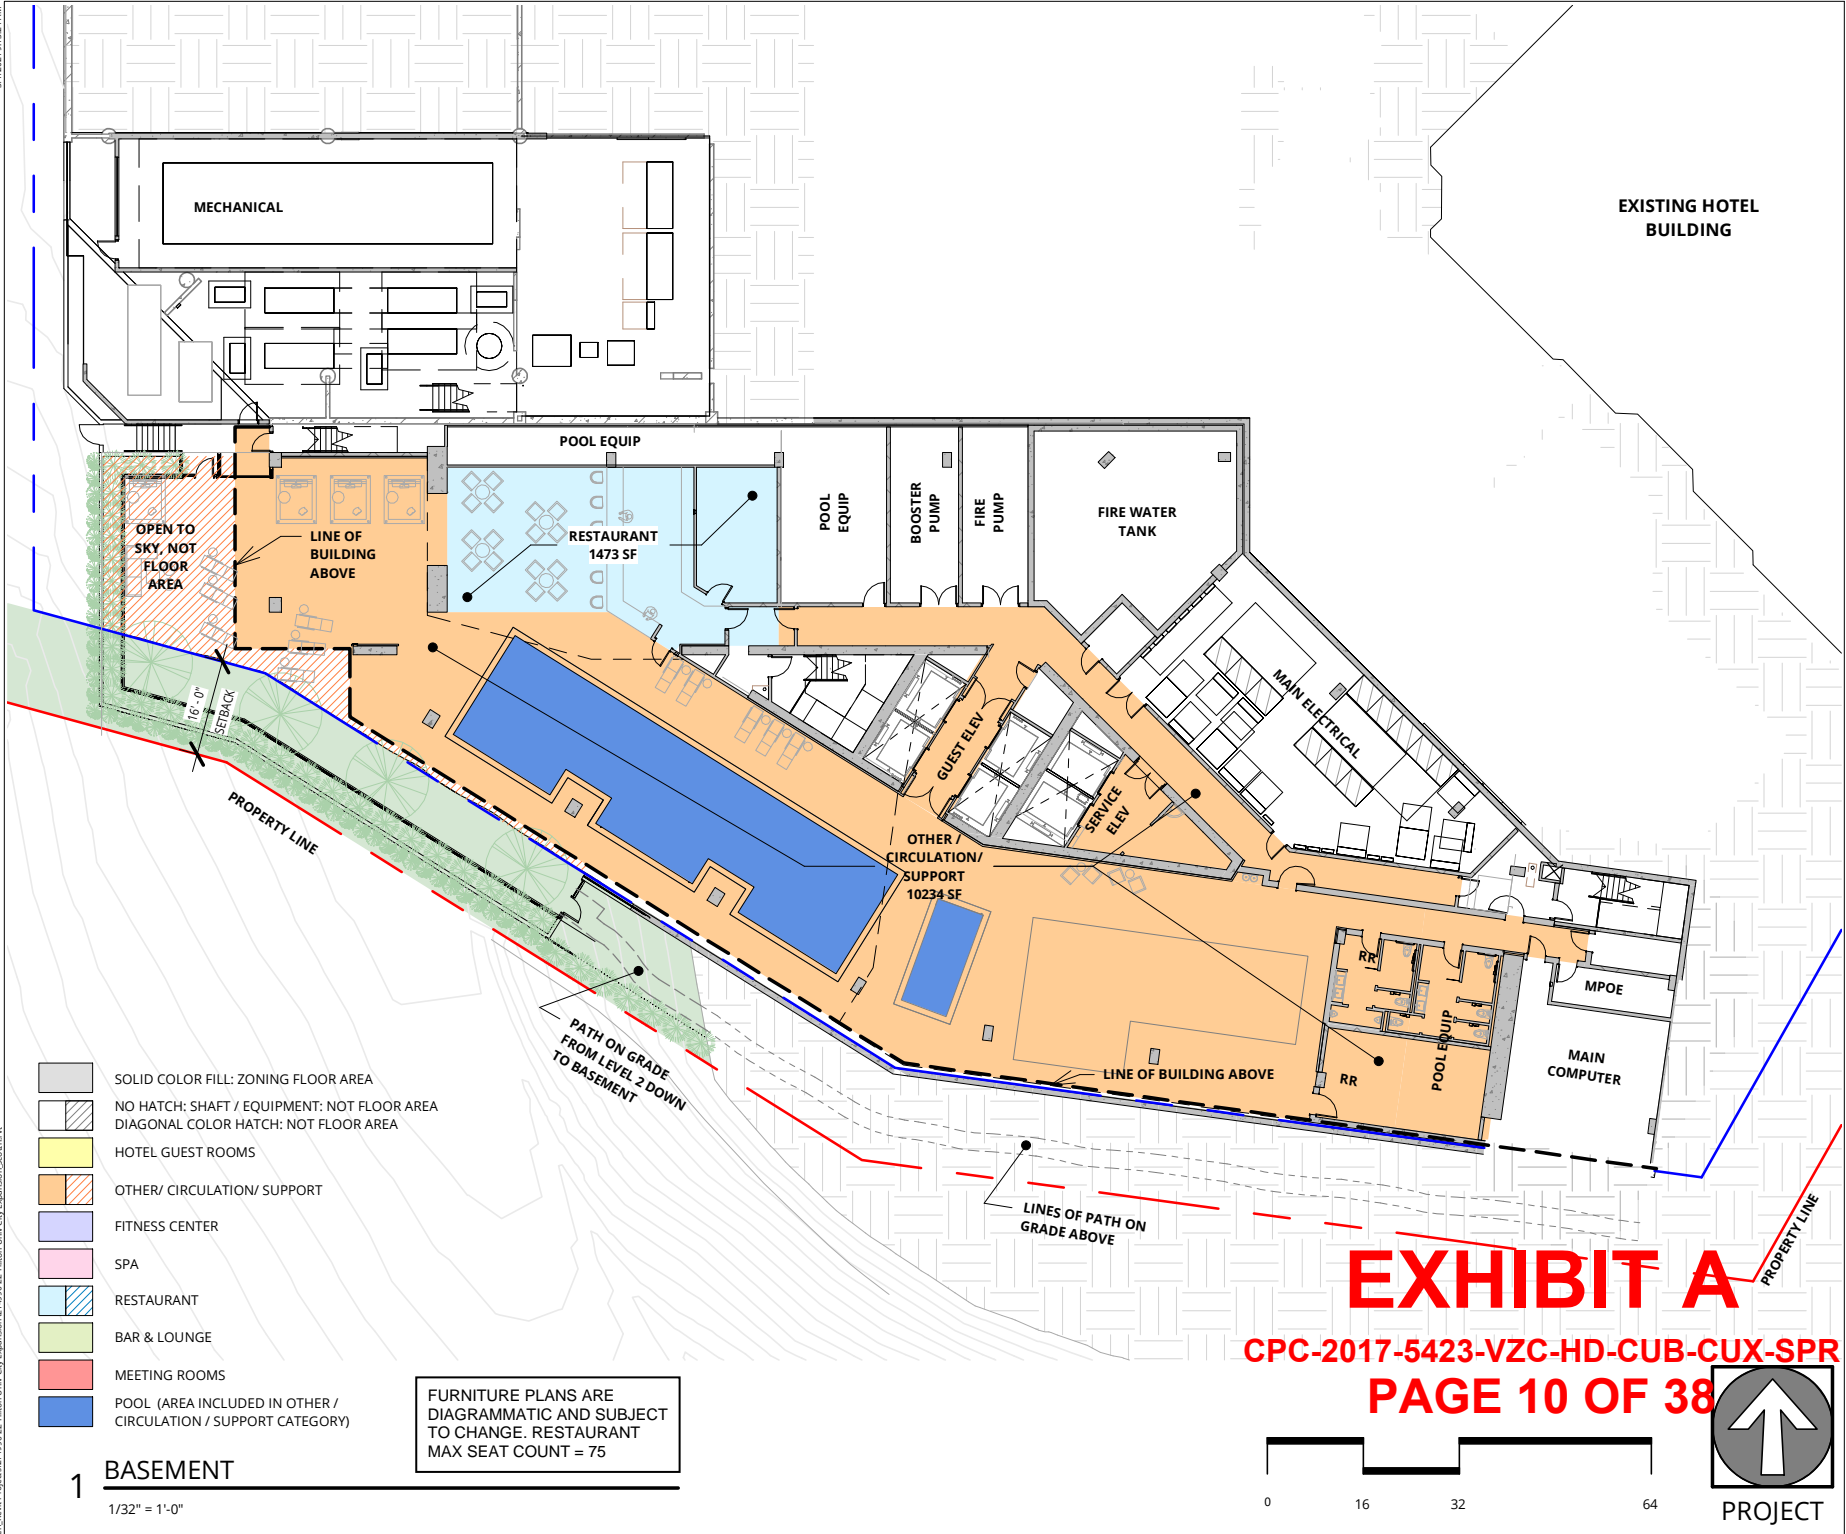 MECHANICAL
EXISTING HOTEL
BUILDING
POOL EQUIP
OPEN TO
SKY, NOT
FLOOR
AREA
LINE OF
BUILDING
ABOVE
RESTAURANT
1473 SF
POOL
EQUIP
BOOSTER
PUMP
FIRE
PUMP
FIRE WATER
TANK
MAIN ELECTRICAL
GUEST ELEV
SERVICE
ELEV
16' - 0"
SETBACK
PROPERTY LINE
OTHER /
CIRCULATION/
SUPPORT
10234 SF
RR
POOL EQUIP
RR
MPOE
MAIN
COMPUTER
PATH ON GRADE
FROM LEVEL 2 DOWN
TO BASEMENT
LINE OF BUILDING ABOVE
LINES OF PATH ON
GRADE ABOVE
PROPERTY LINE
SOLID COLOR FILL: ZONING FLOOR AREA
NO HATCH: SHAFT / EQUIPMENT: NOT FLOOR AREA
DIAGONAL COLOR HATCH: NOT FLOOR AREA
HOTEL GUEST ROOMS
OTHER/ CIRCULATION/ SUPPORT
FITNESS CENTER
SPA
RESTAURANT
BAR & LOUNGE
MEETING ROOMS
POOL (AREA INCLUDED IN OTHER /
CIRCULATION / SUPPORT CATEGORY)
FURNITURE PLANS ARE
DIAGRAMMATIC AND SUBJECT
TO CHANGE. RESTAURANT
MAX SEAT COUNT = 75
EXHIBIT A
CPC-2017-5423-VZC-HD-CUB-CUX-SPR
PAGE 10 OF 38
1 BASEMENT
1/32" = 1'-0"
0 16 32 64
PROJECT